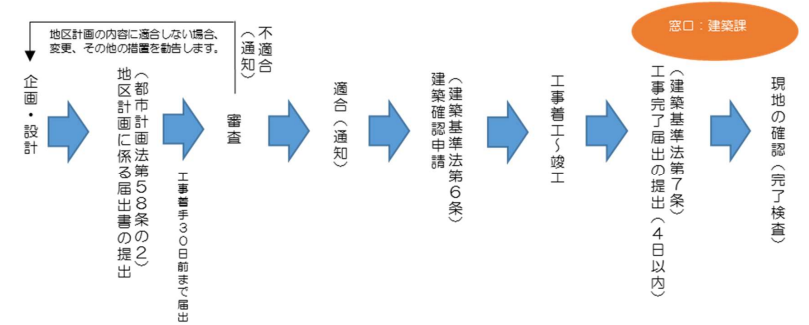 地区計画の内容に適合しない場合、
変更、その他の措置を勧告します。
不適合
（通知）
窓口：建築課
企画・設計
地区計画に係る届出書の提出
（都市計画法第５８条の２）
工事着手３０日前まで届出
審査
適合（通知）
建築確認申請
（建築基準法第６条）
工事着工～竣工
工事完了届出の提出（４日以内）
（建築基準法第７条）
現地の確認（完了検査）